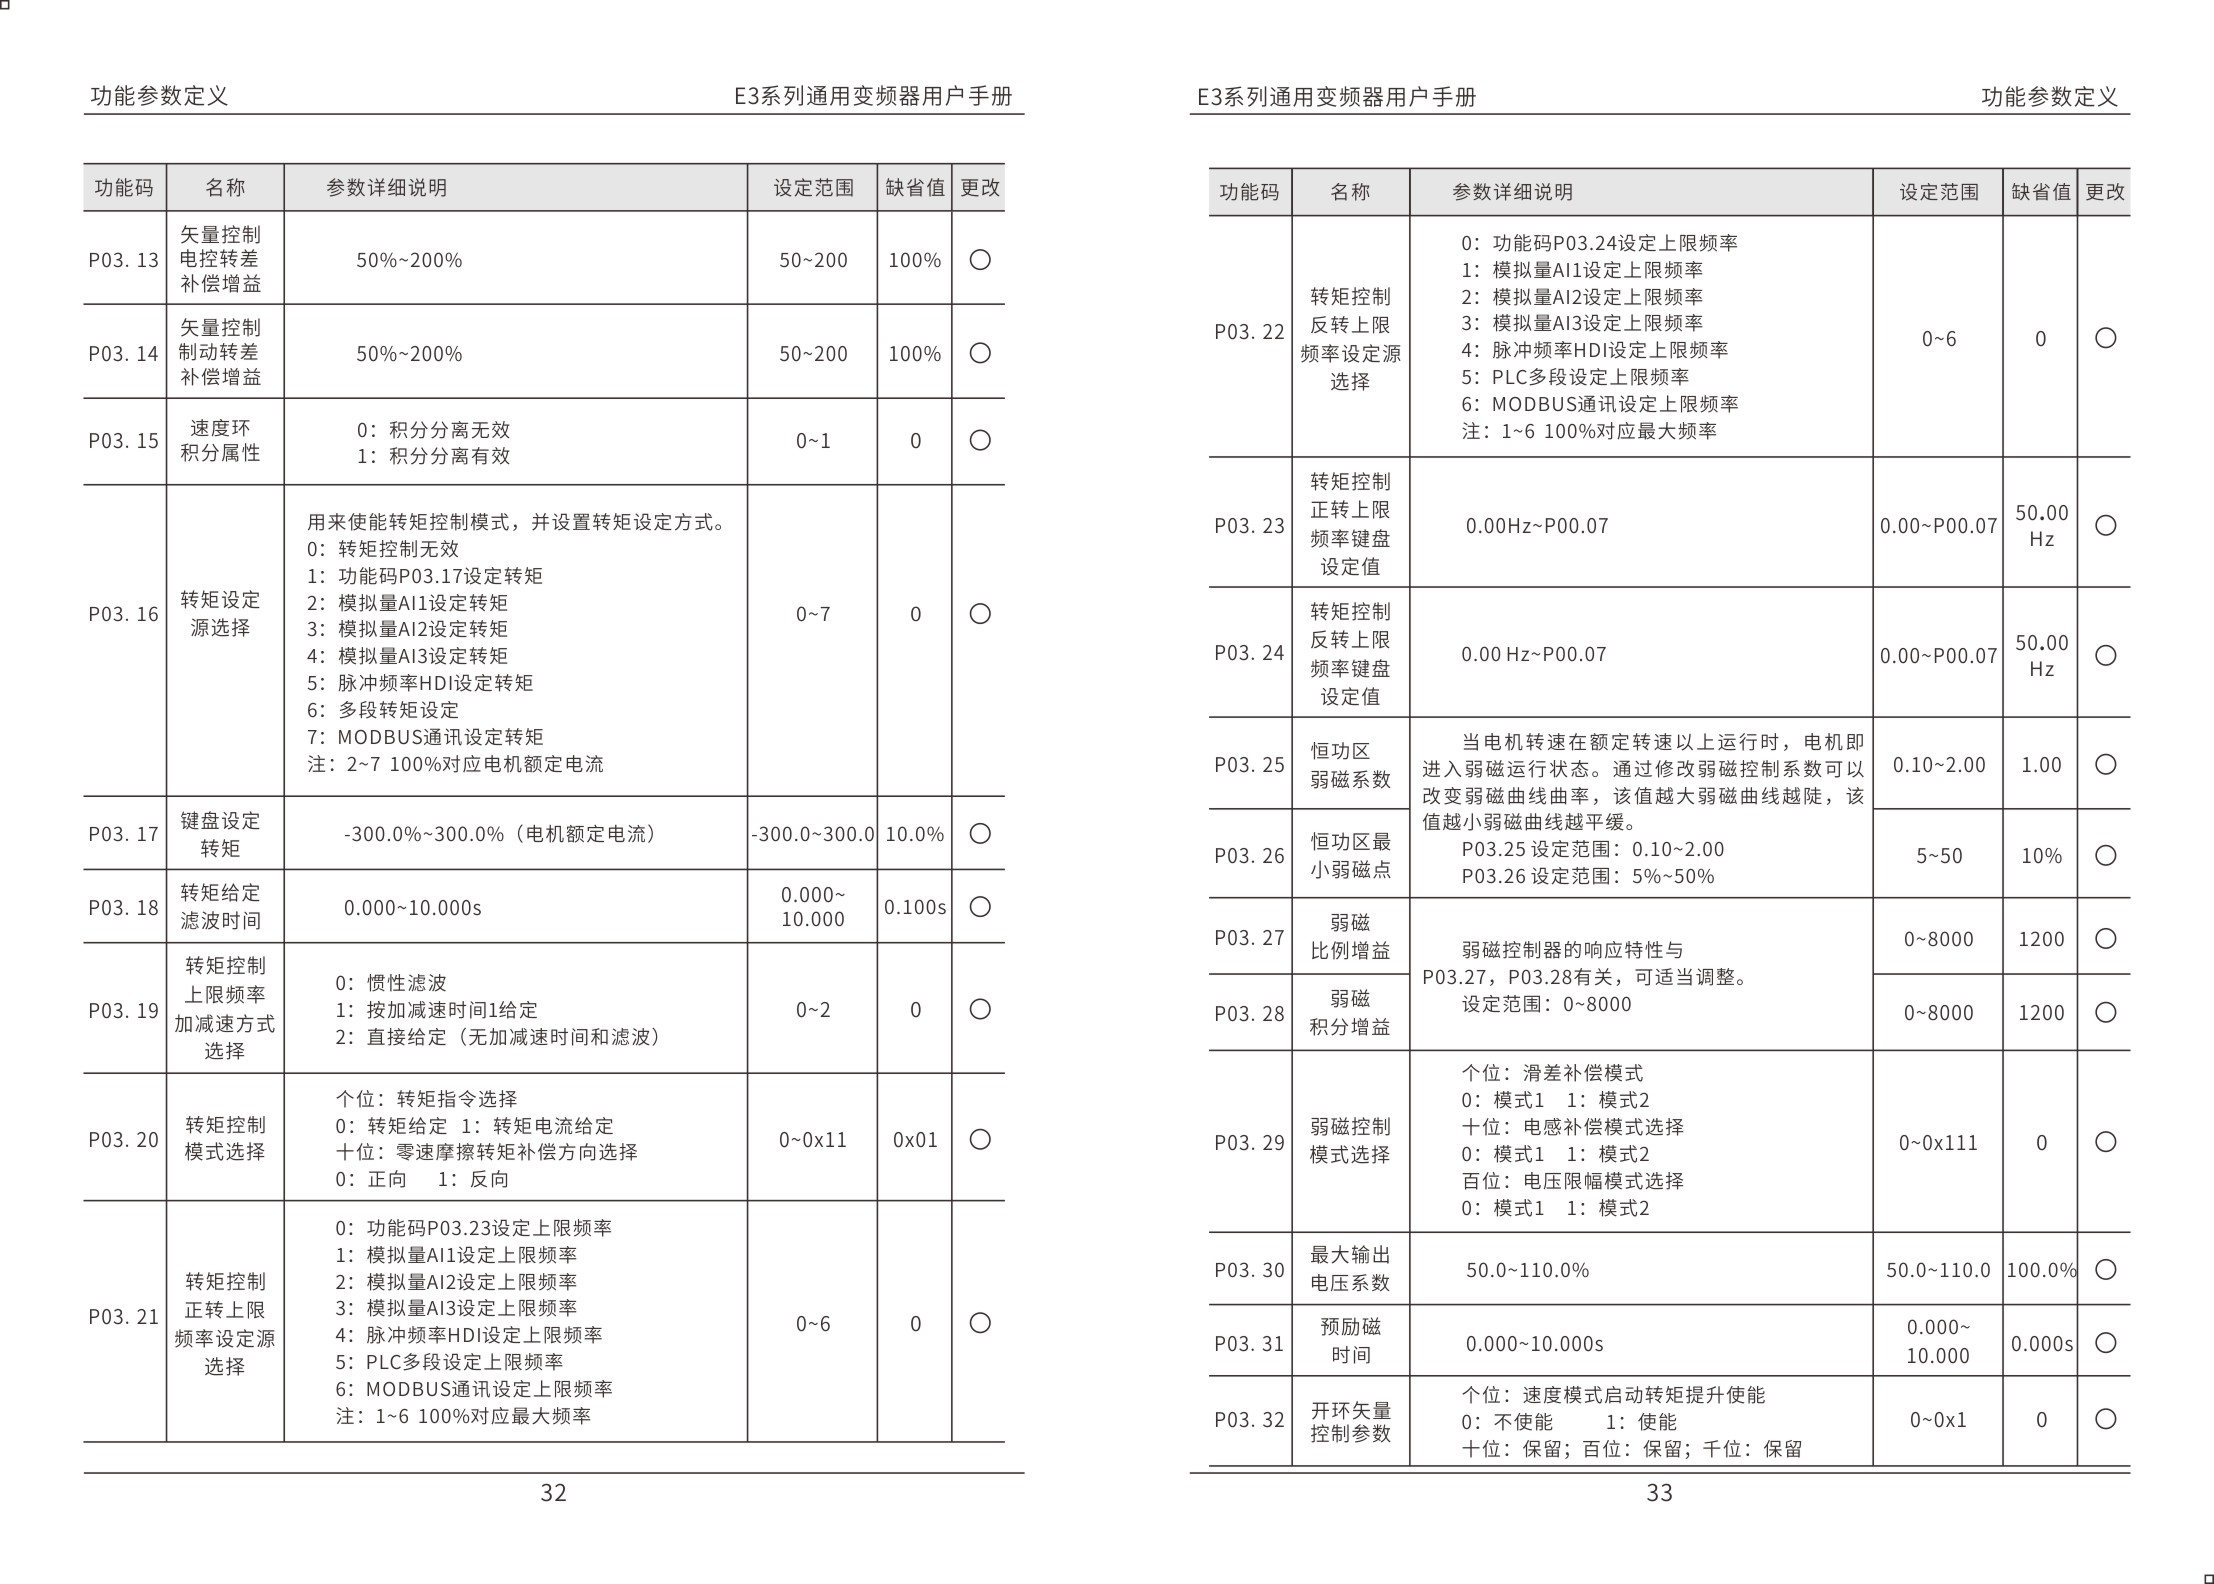 功能参数定义 E3系列通用变频器用户手册
功能码 名称 参数详细说明 设定范围 缺省值 更改
P03. 13 矢量控制
电控转差
补偿增益 50%~200% 50~200 100% ○
P03. 14 矢量控制
制动转差
补偿增益 50%~200% 50~200 100% ○
P03. 15 速度环
积分属性 0：积分分离无效
1：积分分离有效 0~1 0 ○
P03. 16 转矩设定
源选择 用来使能转矩控制模式，并设置转矩设定方式。
0：转矩控制无效
1：功能码P03.17设定转矩
2：模拟量AI1设定转矩
3：模拟量AI2设定转矩
4：模拟量AI3设定转矩
5：脉冲频率HDI设定转矩
6：多段转矩设定
7：MODBUS通讯设定转矩
注：2~7 100%对应电机额定电流 0~7 0 ○
P03. 17 键盘设定
转矩 -300.0%~300.0%（电机额定电流） -300.0~300.0 10.0% ○
P03. 18 转矩给定
滤波时间 0.000~10.000s 0.000~
10.000 0.100s ○
P03. 19 转矩控制
上限频率
加减速方式
选择 0：惯性滤波
1：按加减速时间1给定
2：直接给定（无加减速时间和滤波） 0~2 0 ○
P03. 20 转矩控制
模式选择 个位：转矩指令选择
0：转矩给定 1：转矩电流给定
十位：零速摩擦转矩补偿方向选择
0：正向 1：反向 0~0x11 0x01 ○
P03. 21 转矩控制
正转上限
频率设定源
选择 0：功能码P03.23设定上限频率
1：模拟量AI1设定上限频率
2：模拟量AI2设定上限频率
3：模拟量AI3设定上限频率
4：脉冲频率HDI设定上限频率
5：PLC多段设定上限频率
6：MODBUS通讯设定上限频率
注：1~6 100%对应最大频率 0~6 0 ○
32
E3系列通用变频器用户手册 功能参数定义
功能码 名称 参数详细说明 设定范围 缺省值 更改
P03. 22 转矩控制
反转上限
频率设定源
选择 0：功能码P03.24设定上限频率
1：模拟量AI1设定上限频率
2：模拟量AI2设定上限频率
3：模拟量AI3设定上限频率
4：脉冲频率HDI设定上限频率
5：PLC多段设定上限频率
6：MODBUS通讯设定上限频率
注：1~6 100%对应最大频率 0~6 0 ○
P03. 23 转矩控制
正转上限
频率键盘
设定值 0.00Hz~P00.07 0.00~P00.07 50.00
Hz ○
P03. 24 转矩控制
反转上限
频率键盘
设定值 0.00 Hz~P00.07 0.00~P00.07 50.00
Hz ○
P03. 25 恒功区
弱磁系数 当电机转速在额定转速以上运行时，电机即
进入弱磁运行状态。通过修改弱磁控制系数可以
改变弱磁曲线曲率，该值越大弱磁曲线越陡，该
值越小弱磁曲线越平缓。
P03.25 设定范围：0.10~2.00
P03.26 设定范围：5%~50% 0.10~2.00 1.00 ○
P03. 26 恒功区最
小弱磁点 5~50 10% ○
P03. 27 弱磁
比例增益 弱磁控制器的响应特性与
P03.27，P03.28有关，可适当调整。
设定范围：0~8000 0~8000 1200 ○
P03. 28 弱磁
积分增益 0~8000 1200 ○
P03. 29 弱磁控制
模式选择 个位：滑差补偿模式
0：模式1 1：模式2
十位：电感补偿模式选择
0：模式1 1：模式2
百位：电压限幅模式选择
0：模式1 1：模式2 0~0x111 0 ○
P03. 30 最大输出
电压系数 50.0~110.0% 50.0~110.0 100.0% ○
P03. 31 预励磁
时间 0.000~10.000s 0.000~
10.000 0.000s ○
P03. 32 开环矢量
控制参数 个位：速度模式启动转矩提升使能
0：不使能 1：使能
十位：保留；百位：保留；千位：保留 0~0x1 0 ○
33